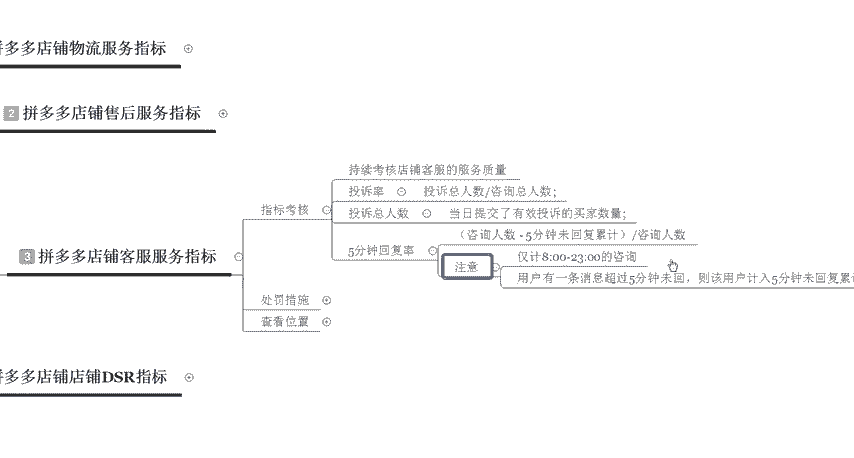 拼多多店铺物流服务指标
2 拼多多店铺售后服务指标
3 拼多多店铺客服服务指标
指标考核
持续考核店铺客服的服务质量
投诉率
投诉总人数/咨询总人数；
投诉总人数
当日提交了有效投诉的买家数量；
5分钟回复率
（咨询人数 - 5分钟未回复累计）/咨询人数
注意
仅计8:00-23:00的咨询
用户有一条消息超过5分钟未回，则该用户计入5分钟未回复累计
处罚措施
查看位置
拼多多店铺店铺DSR指标